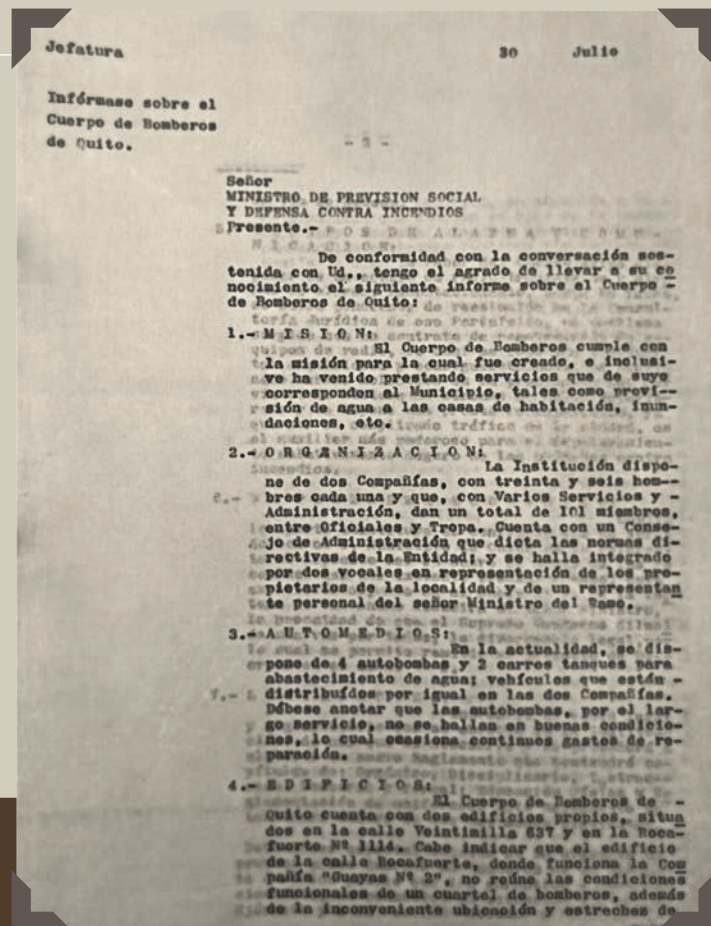 Jefatura
30 Julio
Infórmase sobre el
Cuerpo de Bomberos
de Quito.
Señor
MINISTRO DE PREVISION SOCIAL
Y DEFENSA CONTRA INCENDIOS
Presente.-
De conformidad con la conversación sos-
tenida con Ud., tengo el agrado de llevar a su co
nocimiento el siguiente informe sobre el Cuerpo -
de Bomberos de Quito:
1.- M I S I O N:
El Cuerpo de Bomberos cumple con
la misión para la cual fue creado, e inclusi-
ve ha venido prestando servicios que de suyo
corresponden al Municipio, tales como provi--
sión de agua a las casas de habitación, inun-
daciones, etc.
2.- O R G A N I Z A C I O N:
La Institución dispo-
ne de dos Compañías, con treinta y seis hom--
bres cada una y que, con Varios Servicios y -
Administración, dan un total de 101 miembros,
entre Oficiales y Tropa. Cuenta con un Conse-
jo de Administración que dicta las normas di-
rectivas de la Entidad; y se halla integrado
por dos vocales en representación de los pro-
pietarios de la localidad y de un representan
te personal del señor Ministro del Ramo.
3.- A U T O M E D I O S:
En la actualidad, se dis-
pone de 4 autobombas y 2 carros tanques para
abastecimiento de agua; vehículos que están -
distribuídos por igual en las dos Compañías.
Débese anotar que las autobombas, por el lar-
go servicio, no se hallan en buenas condicio-
nes, lo cual ocasiona continuos gastos de re-
paración.
4.- E D I F I C I O S:
El Cuerpo de Bomberos de -
Quito cuenta con dos edificios propios, situa
dos en la calle Veintimilla 637 y en la Roca-
fuerte Nº 1114. Cabe indicar que el edificio
de la calle Rocafuerte, donde funciona la Com
pañía "Guayas Nº 2", no reúne las condiciones
funcionales de un cuartel de bomberos, además
de la inconveniente ubicación y estrechez de